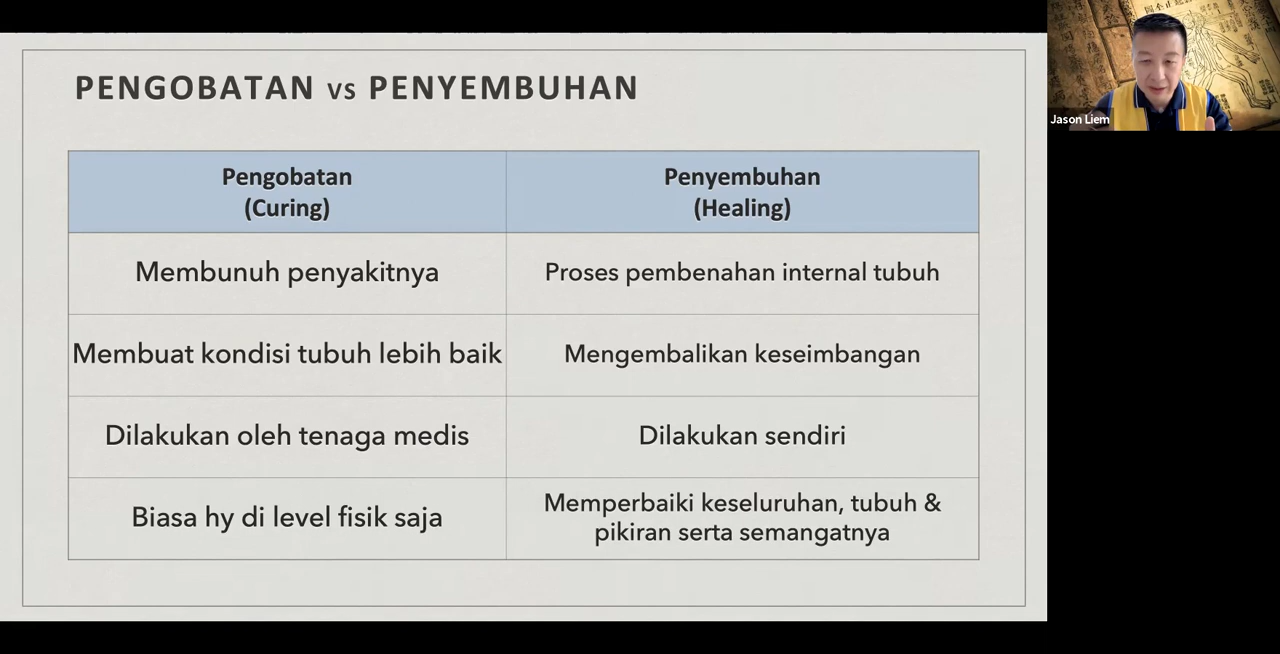 PENGOBATAN vs PENYEMBUHAN
Pengobatan
(Curing)
Penyembuhan
(Healing)
Membunuh penyakitnya
Proses pembenahan internal tubuh
Membuat kondisi tubuh lebih baik
Mengembalikan keseimbangan
Dilakukan oleh tenaga medis
Dilakukan sendiri
Biasa hy di level fisik saja
Memperbaiki keseluruhan, tubuh &
pikiran serta semangatnya
Jason Liem